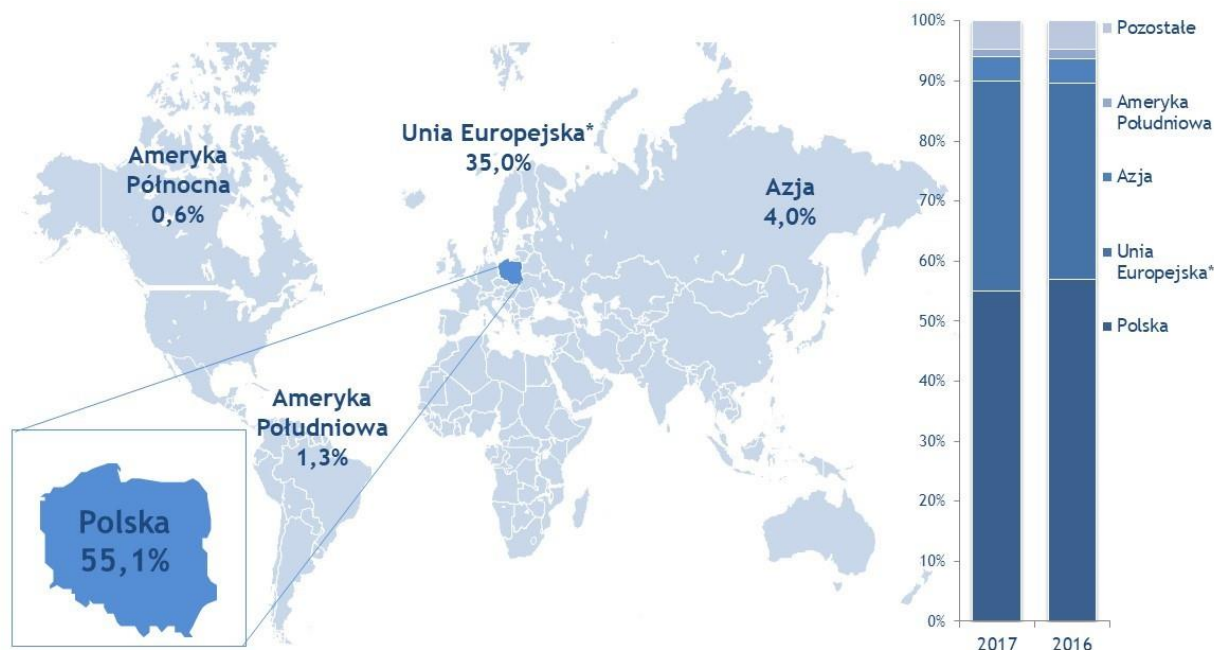 Ameryka
Północna
0,6%
Unia Europejska*
35,0%
Azja
4,0%
Ameryka
Południowa
1,3%
Polska
55,1%
100%
90%
80%
70%
60%
50%
40%
30%
20%
10%
0%
2017
2016
Pozostałe
Ameryka
Południowa
Azja
Unia
Europejska*
Polska